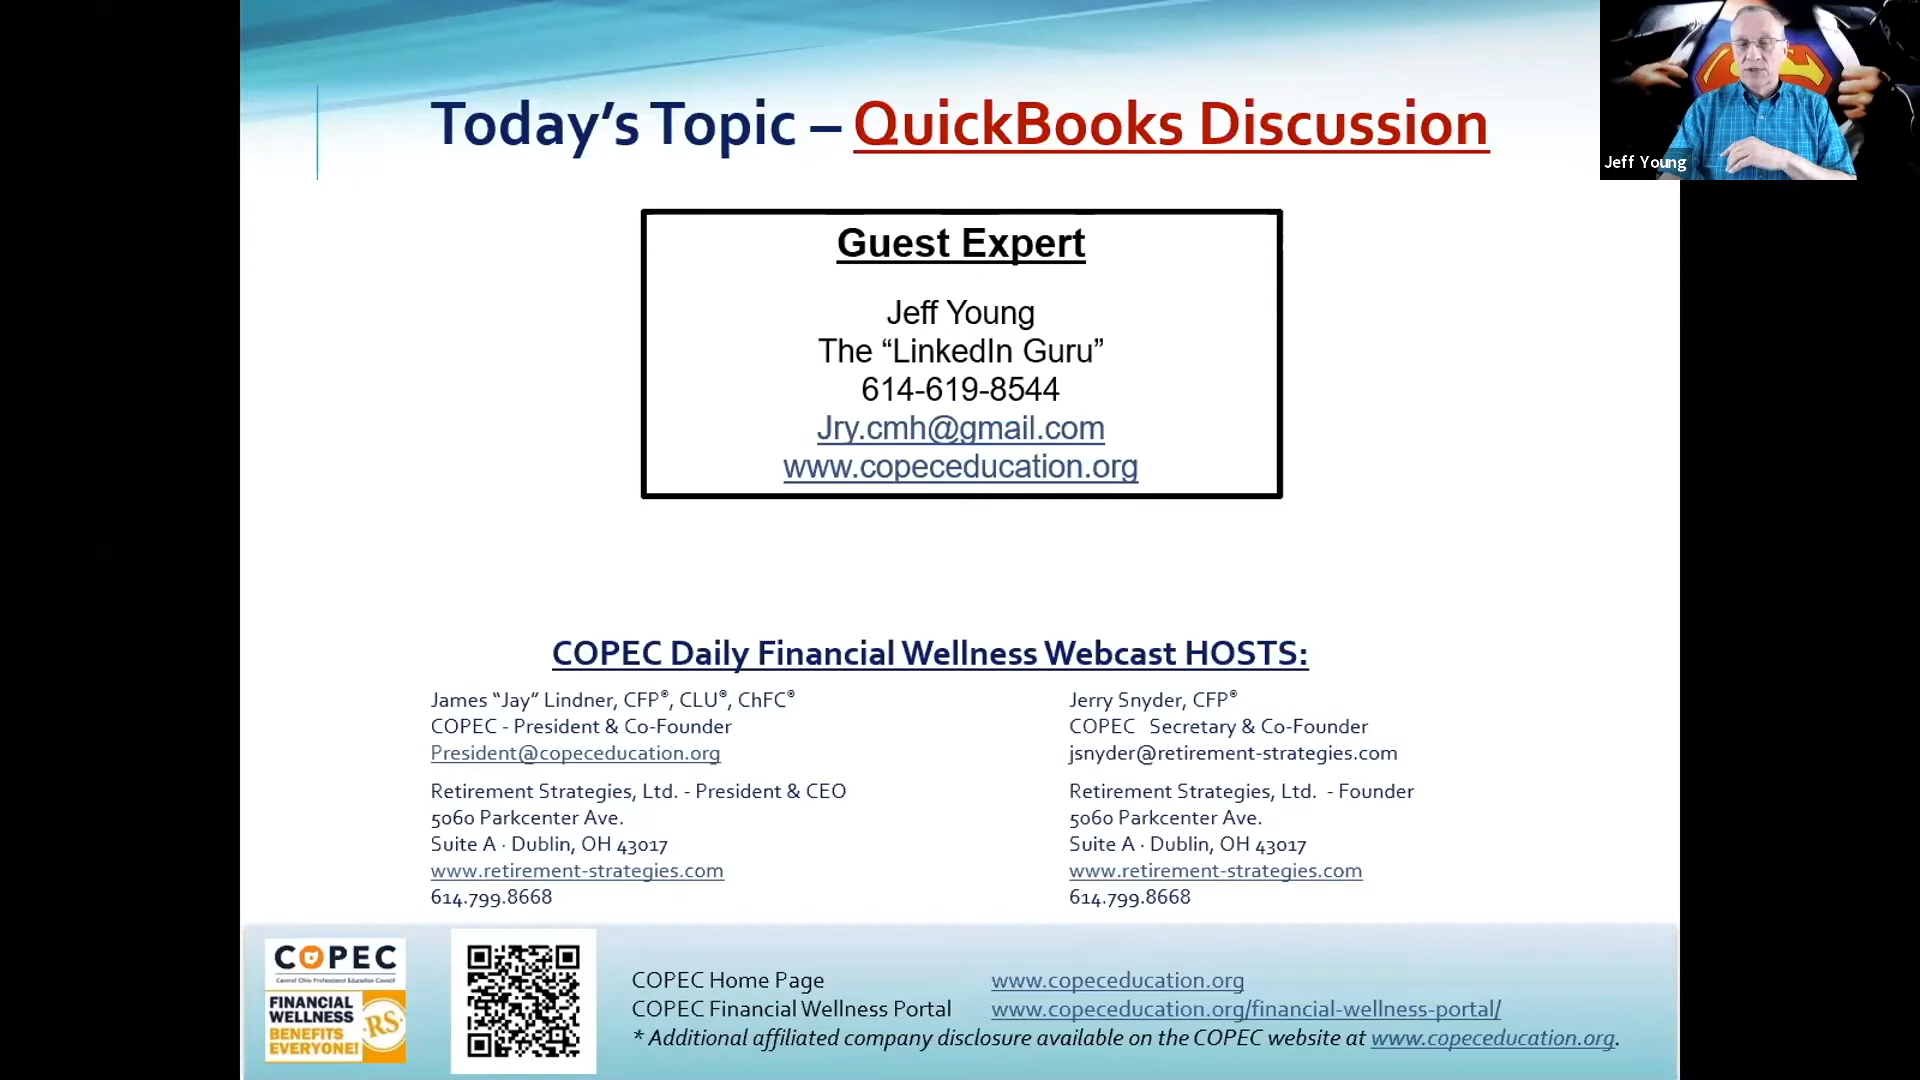 Today's Topic – QuickBooks Discussion
Jeff Young
Guest Expert
Jeff Young
The “LinkedIn Guru”
614-619-8544
Jry.cmh@gmail.com
www.copeceducation.org
COPEC Daily Financial Wellness Webcast HOSTS:
James “Jay” Lindner, CFP®, CLU®, ChFC®
COPEC - President & Co-Founder
President@copeceducation.org
Retirement Strategies, Ltd. - President & CEO
5060 Parkcenter Ave.
Suite A · Dublin, OH 43017
www.retirement-strategies.com
614.799.8668
Jerry Snyder, CFP®
COPEC Secretary & Co-Founder
jsnyder@retirement-strategies.com
Retirement Strategies, Ltd. - Founder
5060 Parkcenter Ave.
Suite A · Dublin, OH 43017
www.retirement-strategies.com
614.799.8668
COPEC
Central Ohio Professional Education Council
FINANCIAL
WELLNESS
BENEFITS
EVERYONE!
RS
COPEC Home Page www.copeceducation.org
COPEC Financial Wellness Portal www.copeceducation.org/financial-wellness-portal/
* Additional affiliated company disclosure available on the COPEC website at www.copeceducation.org.